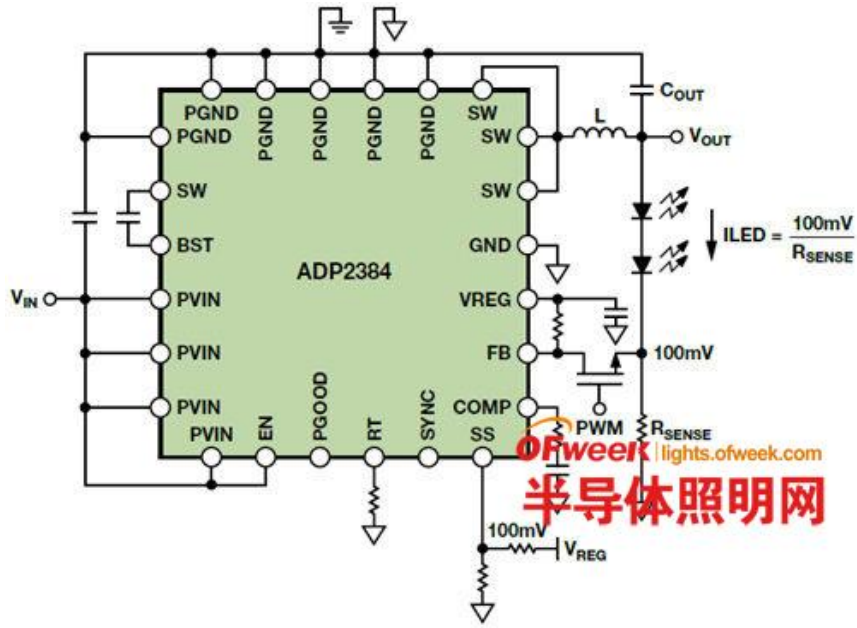 PGND
PGND
PGND
PGND
PGND
SW
PGND
SW
SW
BST
SW
GND
ADP2384
VREG
PVIN
PVIN
FB
PVIN
COMP
PVIN
EN
PGOOD
RT
SYNC
SS
V_IN
C_OUT
L
V_OUT
ILED = 100mV / R_SENSE
100mV
PWM
R_SENSE
OFweek lights.ofweek.com
半导体照明网
100mV
V_REG